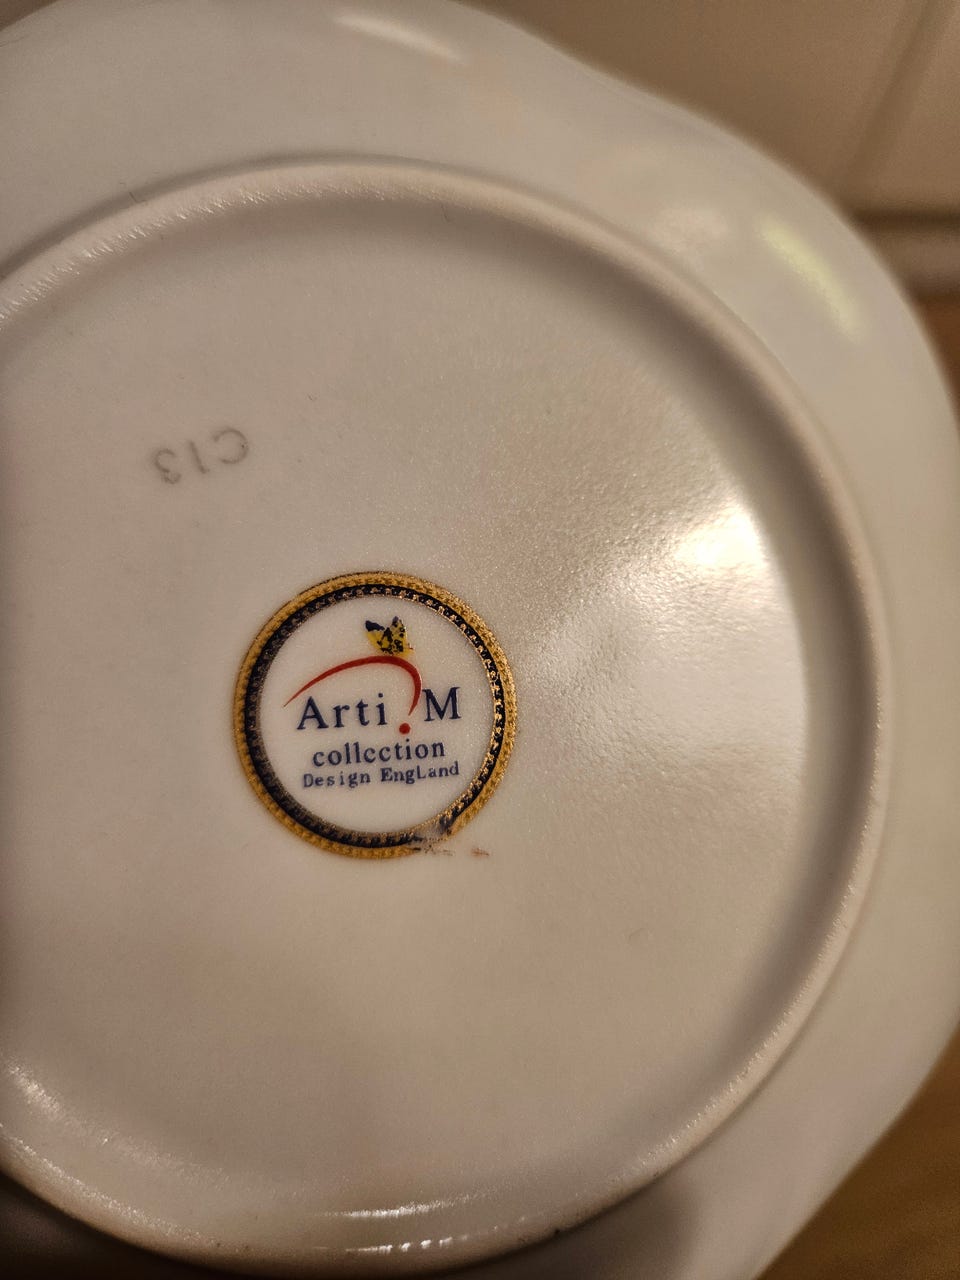 C13
Arti M
collection
Design EngLand